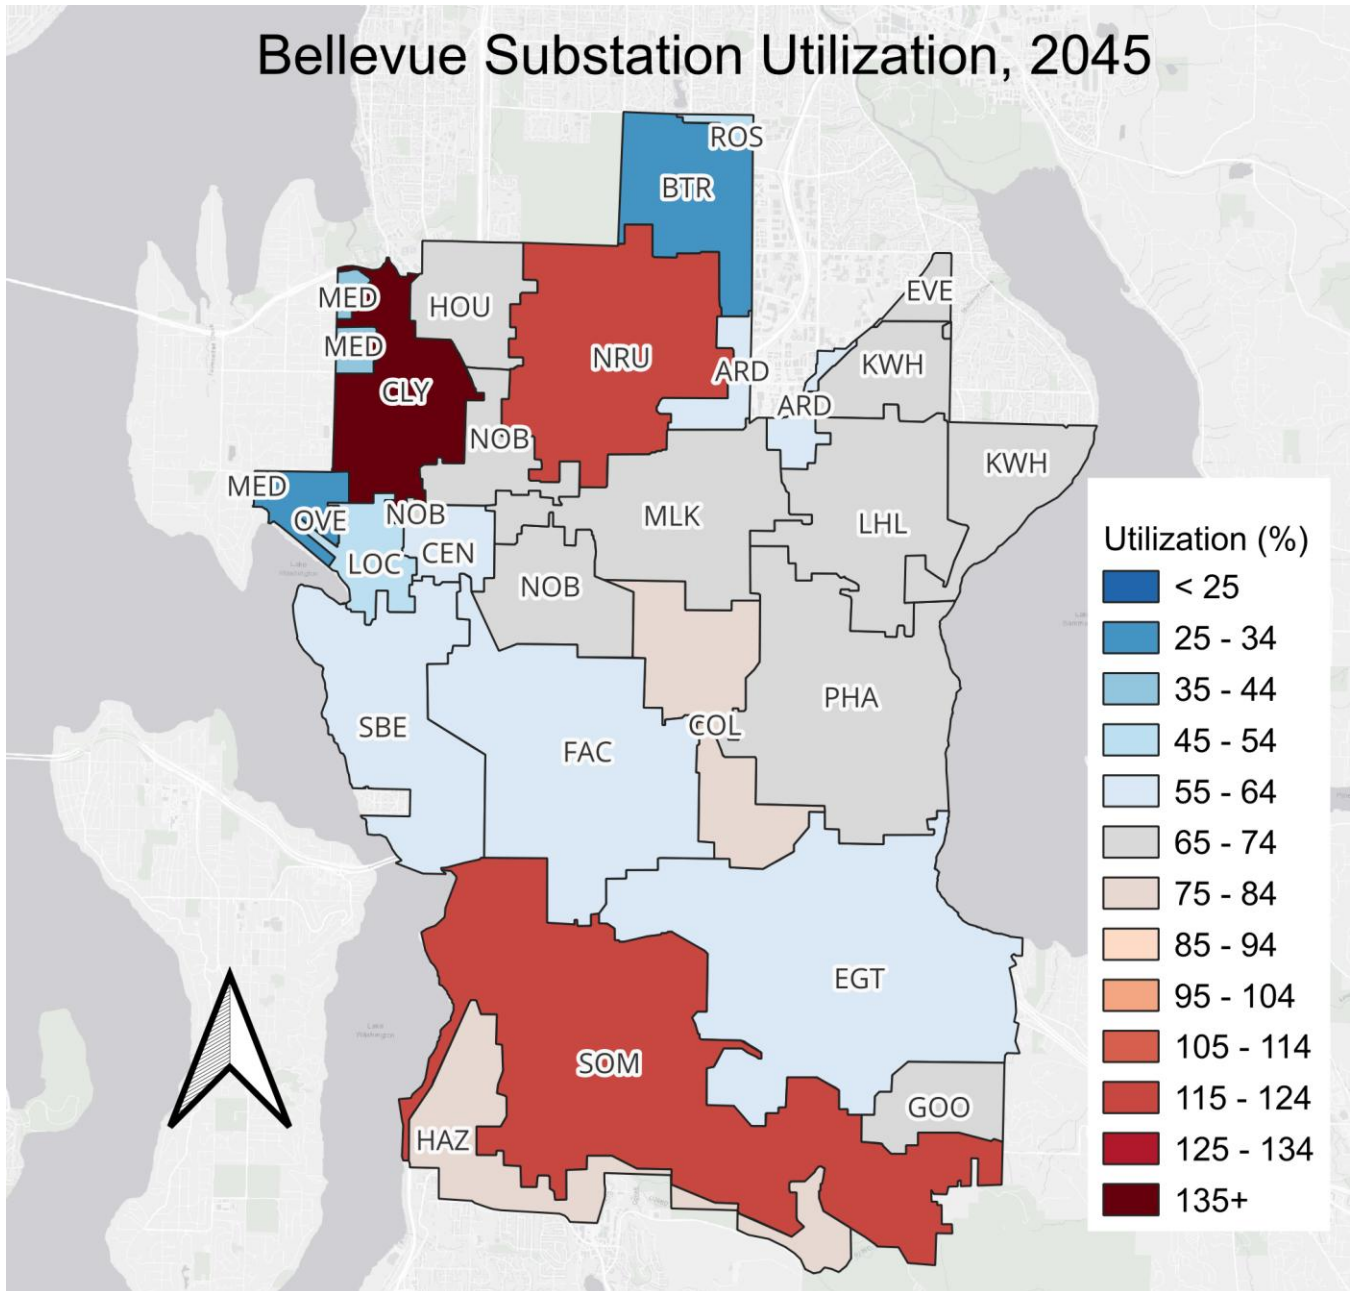 Bellevue Substation Utilization, 2045
ROS
BTR
EVE
MED
HOU
MED
NRU
ARD
KWH
CLY
ARD
NOB
KWH
MED
OVE
NOB
MLK
LHL
CEN
LOC
NOB
PHA
SBE
COL
FAC
EGT
SOM
GOO
HAZ
Utilization (%)
< 25
25 - 34
35 - 44
45 - 54
55 - 64
65 - 74
75 - 84
85 - 94
95 - 104
105 - 114
115 - 124
125 - 134
135+
Lake
Washington